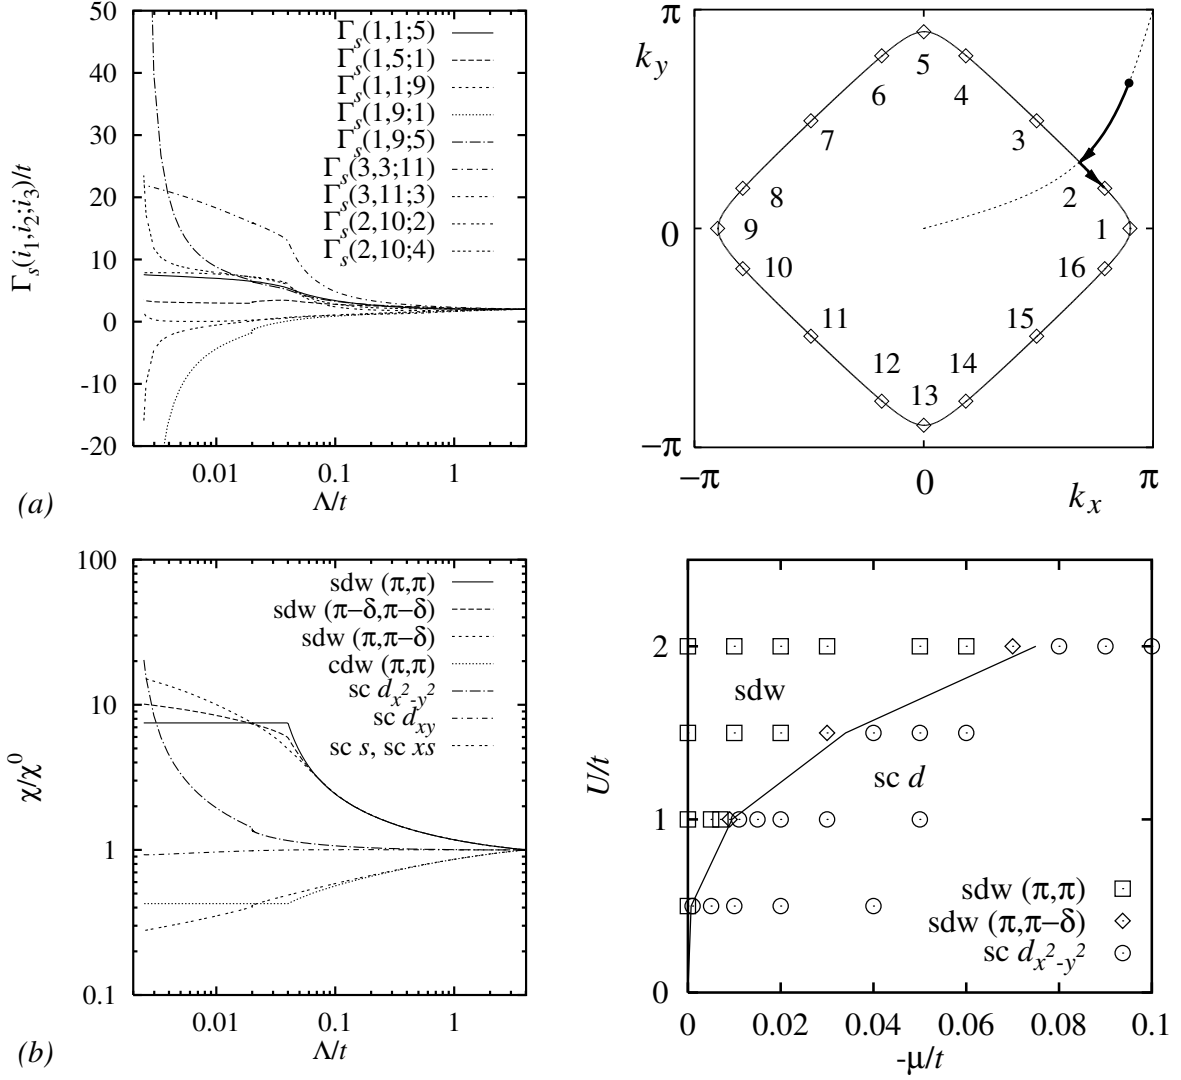 50
40
30
20
10
0
-10
-20
Γs(i1,i2;i3)/t
Γs(1,1;5)
Γs(1,5;1)
Γs(1,1;9)
Γs(1,9;1)
Γs(1,9;5)
Γs(3,3;11)
Γs(3,11;3)
Γs(2,10;2)
Γs(2,10;4)
0.01
0.1
1
Λ/t
(a)
π
ky
0
−π
5
6
4
7
3
8
2
9
1
10
16
11
15
12
14
13
−π
0
π
kx
100
10
1
0.1
χ/χ0
sdw (π,π)
sdw (π−δ,π−δ)
sdw (π,π−δ)
cdw (π,π)
sc dx2-y2
sc dxy
sc s, sc xs
0.01
0.1
1
Λ/t
(b)
2
1
0
U/t
sdw
sc d
sdw (π,π)
sdw (π,π−δ)
sc dx2-y2
0
0.02
0.04
0.06
0.08
0.1
-μ/t